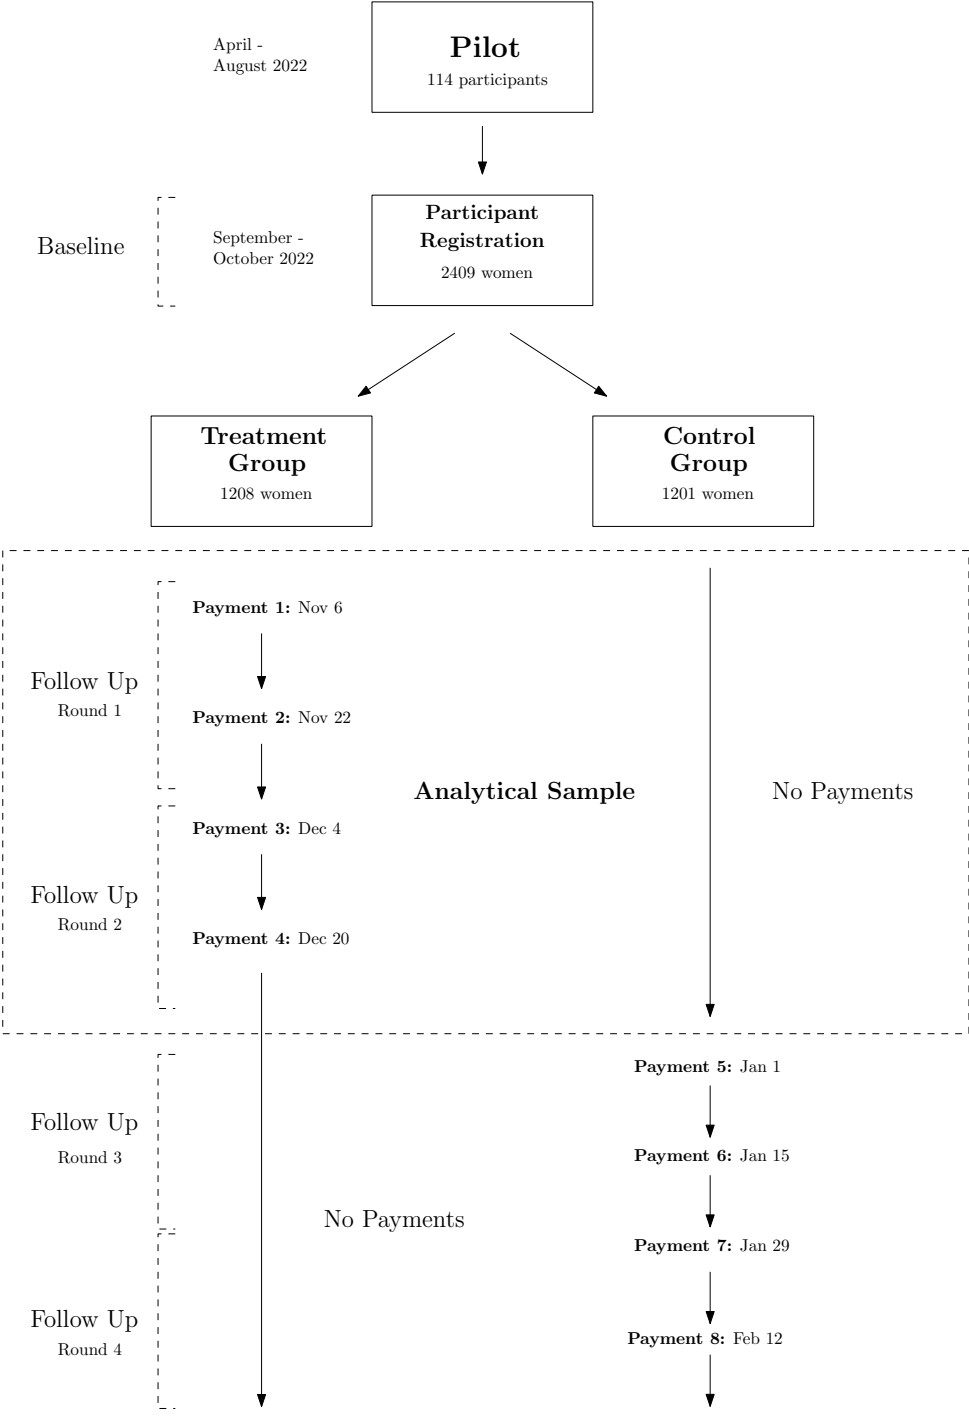 April -
August 2022
Pilot
114 participants
Baseline
September -
October 2022
Participant
Registration
2409 women
Treatment
Group
1208 women
Control
Group
1201 women
Payment 1: Nov 6
Follow Up
Round 1
Payment 2: Nov 22
Analytical Sample
No Payments
Payment 3: Dec 4
Follow Up
Round 2
Payment 4: Dec 20
Payment 5: Jan 1
Follow Up
Round 3
Payment 6: Jan 15
No Payments
Payment 7: Jan 29
Follow Up
Round 4
Payment 8: Feb 12